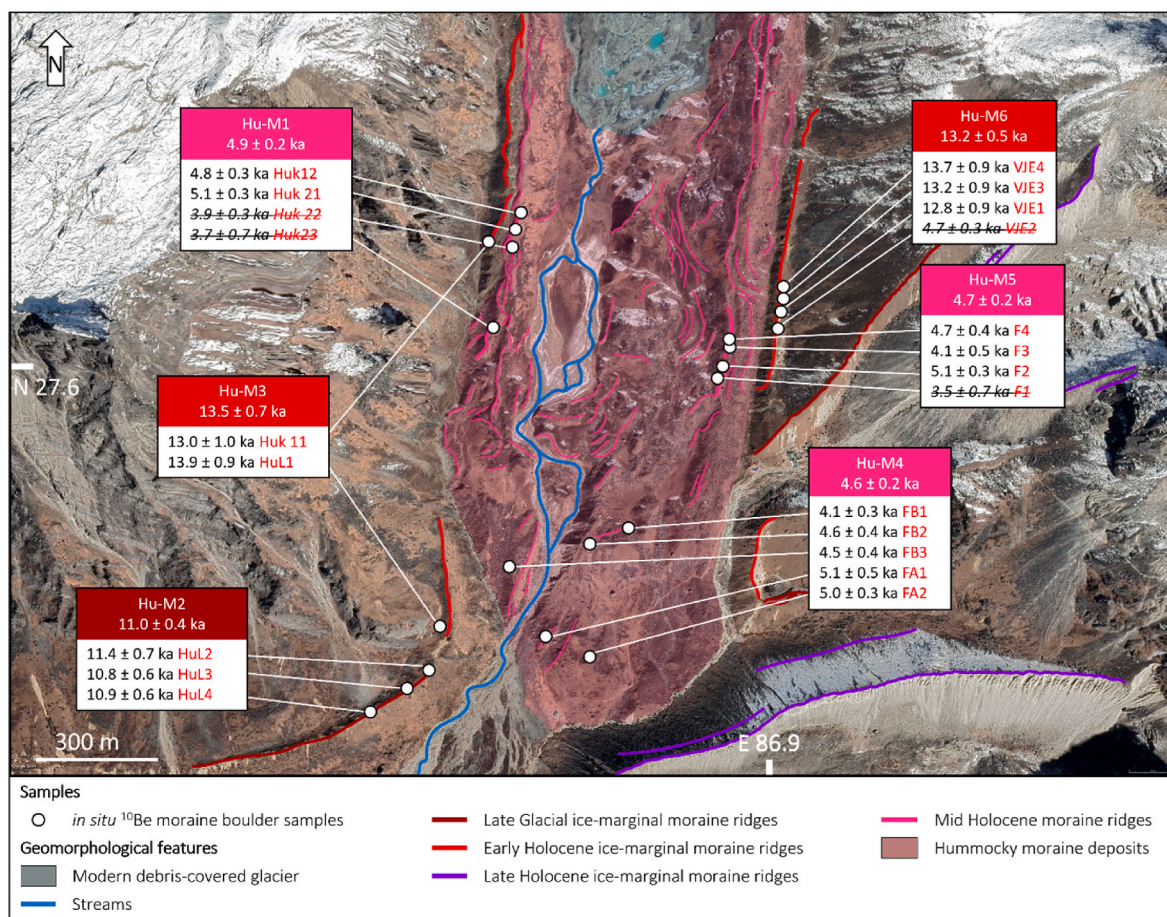 N
Hu-M1
4.9 ± 0.2 ka
4.8 ± 0.3 ka Huk12
5.1 ± 0.3 ka Huk 21
3.9 ± 0.3 ka Huk 22
3.7 ± 0.7 ka Huk23
Hu-M6
13.2 ± 0.5 ka
13.7 ± 0.9 ka VJE4
13.2 ± 0.9 ka VJE3
12.8 ± 0.9 ka VJE1
4.7 ± 0.3 ka VJE2
Hu-M5
4.7 ± 0.2 ka
4.7 ± 0.4 ka F4
4.1 ± 0.5 ka F3
5.1 ± 0.3 ka F2
3.5 ± 0.7 ka F1
N 27.6
Hu-M3
13.5 ± 0.7 ka
13.0 ± 1.0 ka Huk 11
13.9 ± 0.9 ka HuL1
Hu-M4
4.6 ± 0.2 ka
4.1 ± 0.3 ka FB1
4.6 ± 0.4 ka FB2
4.5 ± 0.4 ka FB3
5.1 ± 0.5 ka FA1
5.0 ± 0.3 ka FA2
Hu-M2
11.0 ± 0.4 ka
11.4 ± 0.7 ka HuL2
10.8 ± 0.6 ka HuL3
10.9 ± 0.6 ka HuL4
300 m
E 86.9
Samples
in situ ¹⁰Be moraine boulder samples
Geomorphological features
Modern debris-covered glacier
Streams
Late Glacial ice-marginal moraine ridges
Early Holocene ice-marginal moraine ridges
Late Holocene ice-marginal moraine ridges
Mid Holocene moraine ridges
Hummocky moraine deposits